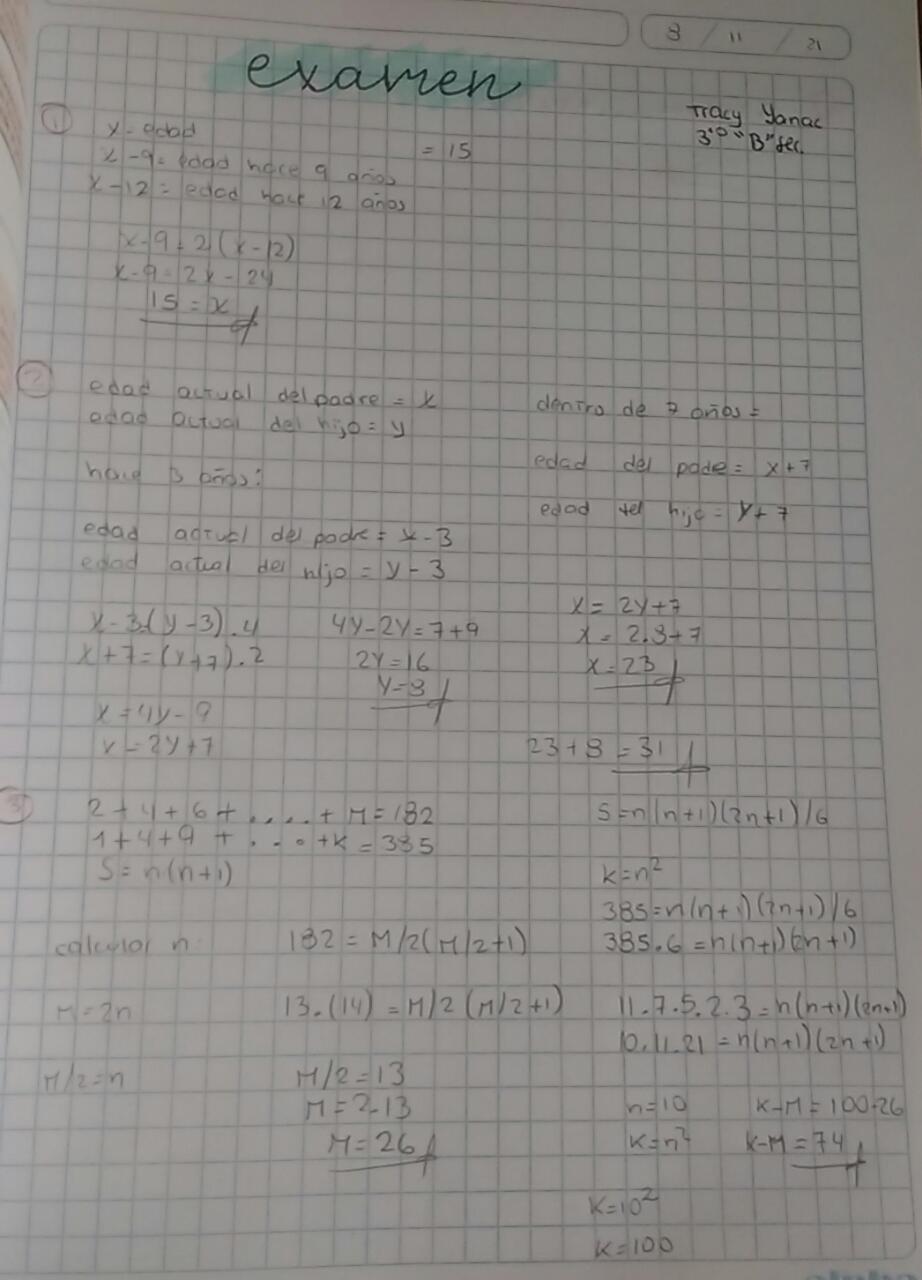 8 / 11 / 21
examen
Tracy Yanac
3.º "B" sec.
1
x- edad
= 15
x -9= edad hace 9 años
x -12= edad hace 12 años
x-9=2(x-12)
x-9=2x-24
15=x
2
edad actual del padre = x
edad actual del hijo = y
hace 3 años:
edad actual del padre = x-3
edad actual del hijo = y-3
dentro de 7 años=
edad del pade= x+7
edad del hijo= y+7
x-3(y-3).4
x+7=(y+7).2
x=4y-9
x=2y+7
4y-2y=7+9
2y=16
y=8
x=2y+7
x=2.8+7
x=23
23+8=31
3
2+4+6+....+M=182
1+4+9+....+K=385
S=n(n+1)
calcular n:
M=2n
M/2=n
182=M/2(M/2+1)
13.(14)=M/2(M/2+1)
M/2=13
M=2.13
M=26
S=n(n+1)(2n+1)/6
K=n²
385=n(n+1)(2n+1)/6
385.6=n(n+1)(2n+1)
11.7.5.2.3=n(n+1)(2n+1)
10.11.21=n(n+1)(2n+1)
n=10
K=n²
K=10²
K=100
K-M=100-26
K-M=74